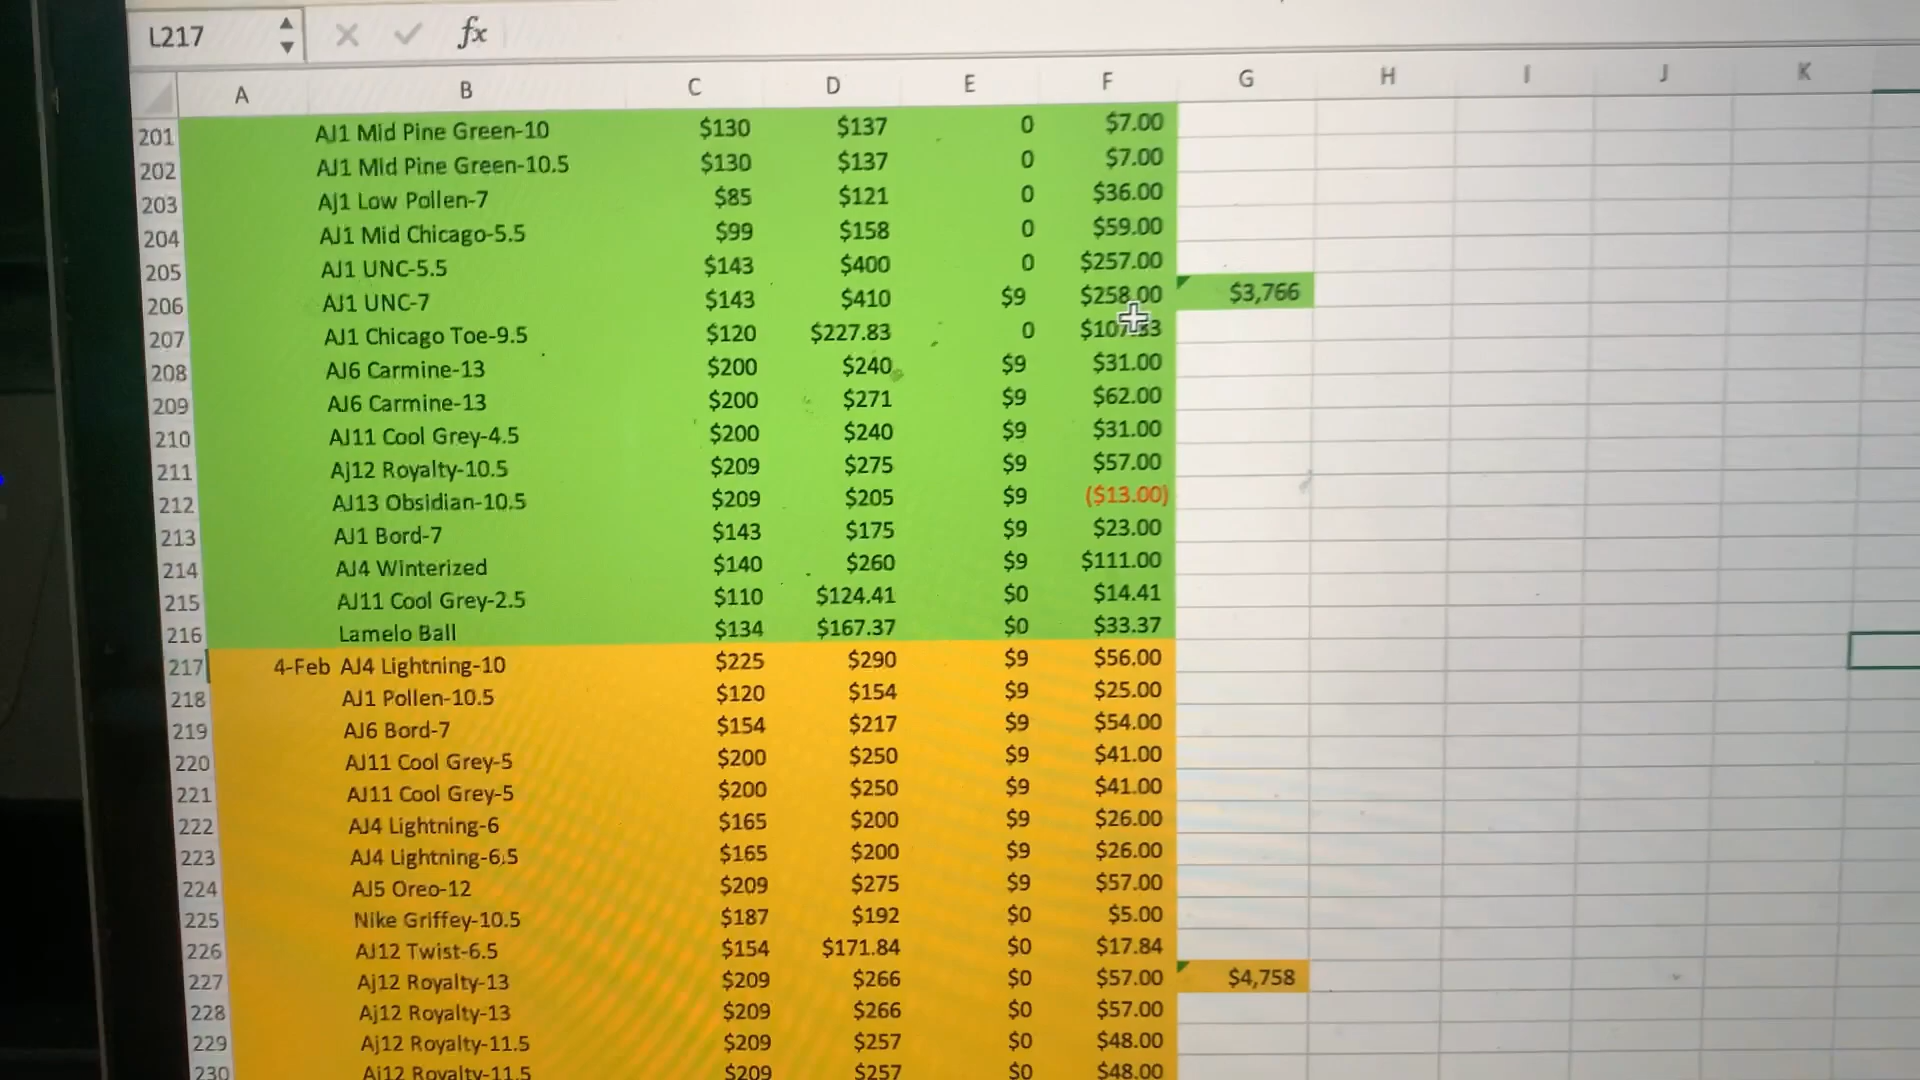 L217 fx
A B C D E F G H I J K
201 AJ1 Mid Pine Green-10 $130 $137 0 $7.00
202 AJ1 MId Pine Green-10.5 $130 $137 0 $7.00
203 Aj1 Low Pollen-7 $85 $121 0 $36.00
204 AJ1 Mid Chicago-5.5 $99 $158 0 $59.00
205 AJ1 UNC-5.5 $143 $400 0 $257.00
206 AJ1 UNC-7 $143 $410 $9 $258.00 $3,766
207 AJ1 Chicago Toe-9.5 $120 $227.83 0
208 AJ6 Carmine-13 $200 $240 $9 $31.00
209 AJ6 Carmine-13 $200 $271 $9 $62.00
210 AJ11 Cool Grey-4.5 $200 $240 $9 $31.00
211 Aj12 Royalty-10.5 $209 $275 $9 $57.00
212 AJ13 Obsidian-10.5 $209 $205 $9 ($13.00)
213 AJ1 Bord-7 $143 $175 $9 $23.00
214 AJ4 Winterized $140 $260 $9 $111.00
215 AJ11 Cool Grey-2.5 $110 $124.41 $0 $14.41
216 Lamelo Ball $134 $167.37 $0 $33.37
217 4-Feb AJ4 Lightning-10 $225 $290 $9 $56.00
218 AJ1 Pollen-10.5 $120 $154 $9 $25.00
219 AJ6 Bord-7 $154 $217 $9 $54.00
220 AJ11 Cool Grey-5 $200 $250 $9 $41.00
221 AJ11 Cool Grey-5 $200 $250 $9 $41.00
222 AJ4 Lightning-6 $165 $200 $9 $26.00
223 AJ4 Lightning-6.5 $165 $200 $9 $26.00
224 AJ5 Oreo-12 $209 $275 $9 $57.00
225 Nike Griffey-10.5 $187 $192 $0 $5.00
226 AJ12 Twist-6.5 $154 $171.84 $0 $17.84
227 Aj12 Royalty-13 $209 $266 $0 $57.00 $4,758
228 Aj12 Royalty-13 $209 $266 $0 $57.00
229 Aj12 Royalty-11.5 $209 $257 $0 $48.00
230 Aj12 Royalty-11.5 $209 $257 $0 $48.00